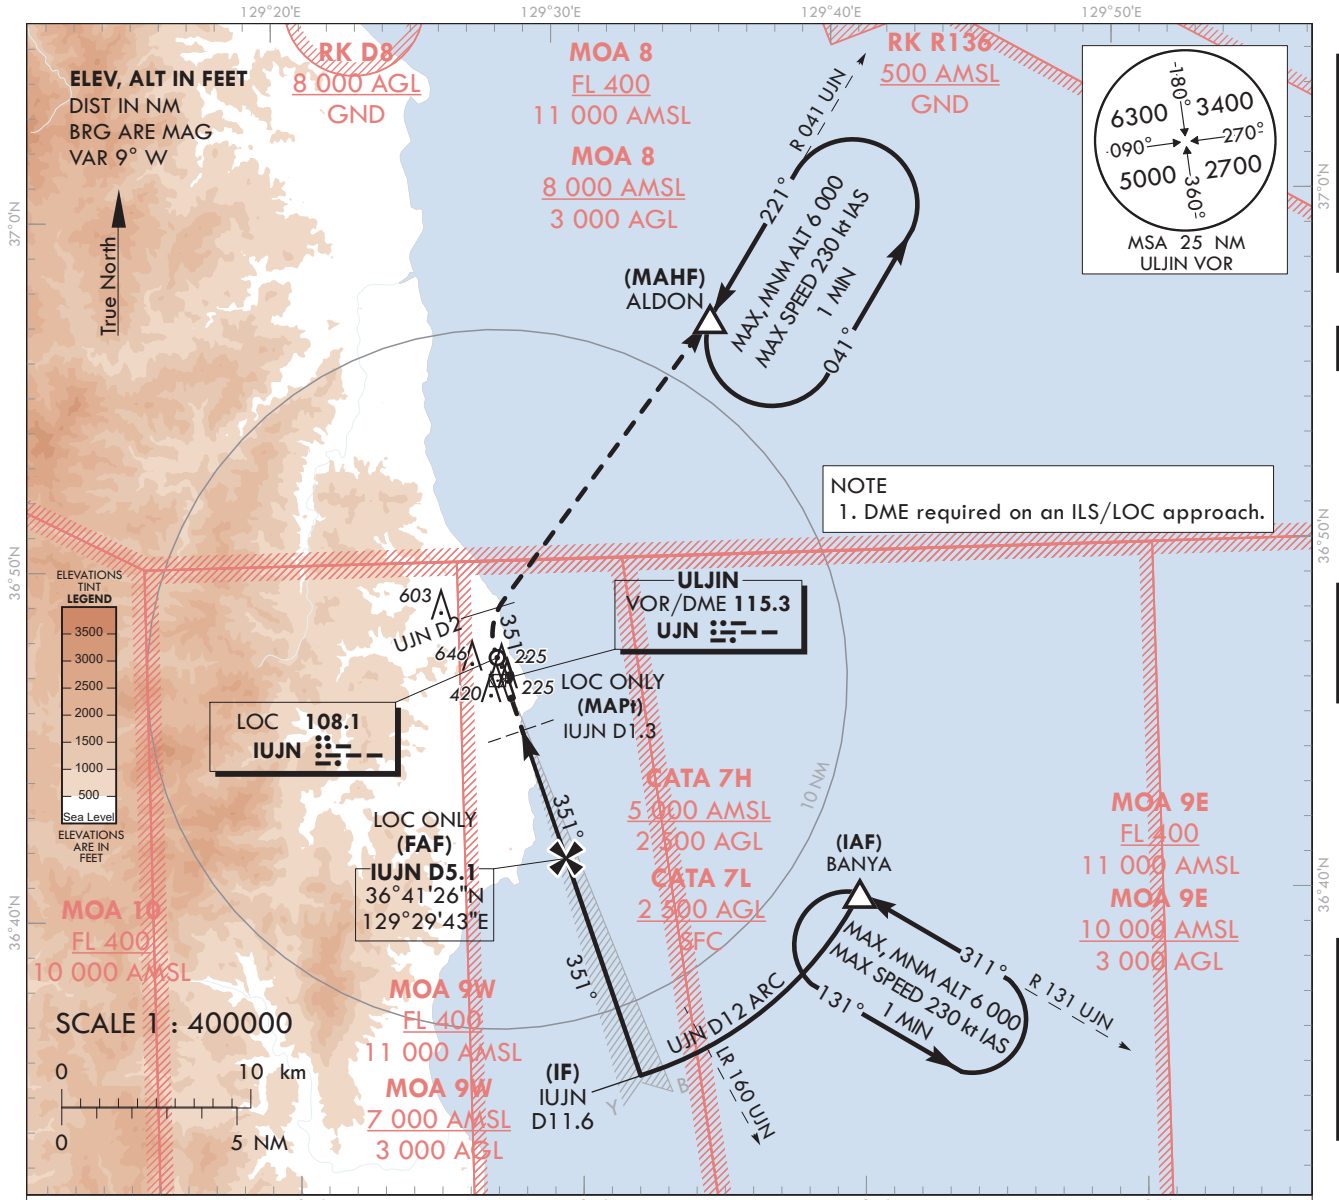 129°20'E
129°30'E
129°40'E
129°50'E
ELEV, ALT IN FEET
DIST IN NM
BRG ARE MAG
VAR 9° W
True North
RK D8
8 000 AGL
GND
MOA 8
FL 400
11 000 AMSL
MOA 8
8 000 AMSL
3 000 AGL
RK R136
500 AMSL
GND
R 041 UJN
180°
6300
3400
090°
270°
5000
2700
360°
MSA 25 NM
ULJIN VOR
37°0'N
37°0'N
221°
MAX, MNM ALT 6 000
MAX SPEED 230 kt IAS
1 MIN
041°
(MAHF)
ALDON
NOTE
1. DME required on an ILS/LOC approach.
36°50'N
36°50'N
ELEVATIONS
TINT
LEGEND
3500
3000
2500
2000
1500
1000
500
Sea Level
ELEVATIONS
ARE IN
FEET
603
UJN D2
646
351°
225
420
225
ULJIN
VOR/DME 115.3
UJN
LOC ONLY
(MAPt)
IUJN D1.3
LOC 108.1
IUJN
351°
10 NM
CATA 7H
5 000 AMSL
2 500 AGL
CATA 7L
2 500 AGL
SFC
LOC ONLY
(FAF)
IUJN D5.1
36°41'26"N
129°29'43"E
(IAF)
BANYA
MOA 9E
FL 400
11 000 AMSL
MOA 9E
10 000 AMSL
3 000 AGL
36°40'N
36°40'N
MOA 10
FL 400
10 000 AMSL
351°
MAX, MNM ALT 6 000
MAX SPEED 230 kt IAS
1 MIN
311°
131°
R 131 UJN
UJN D12 ARC
LR 160 UJN
MOA 9W
FL 400
11 000 AMSL
MOA 9W
7 000 AMSL
3 000 AGL
SCALE 1 : 400000
0
10 km
0
5 NM
(IF)
IUJN
D11.6
Y
B